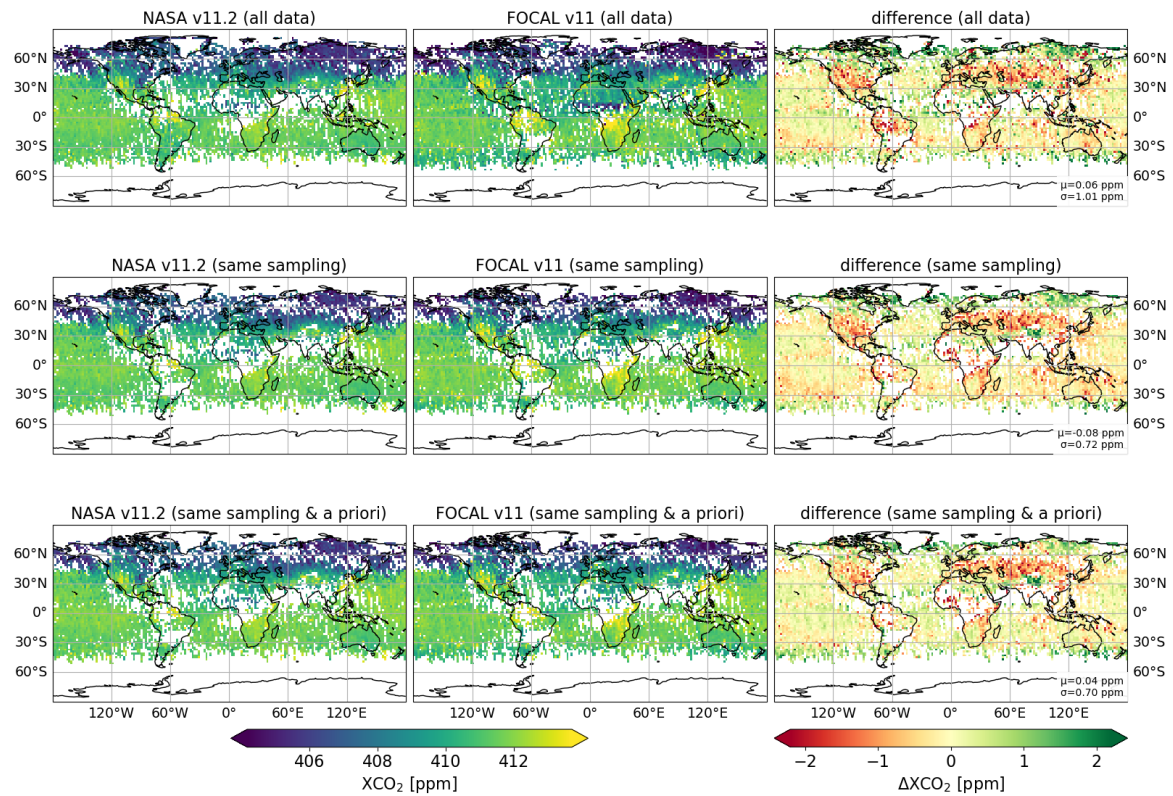 NASA v11.2 (all data) FOCAL v11 (all data) difference (all data)
60°N 60°N
30°N 30°N
0° 0°
30°S 30°S
60°S 60°S
μ=0.06 ppm
σ=1.01 ppm
NASA v11.2 (same sampling) FOCAL v11 (same sampling) difference (same sampling)
60°N 60°N
30°N 30°N
0° 0°
30°S 30°S
60°S 60°S
μ=-0.08 ppm
σ=0.72 ppm
NASA v11.2 (same sampling & a priori) FOCAL v11 (same sampling & a priori) difference (same sampling & a priori)
60°N 60°N
30°N 30°N
0° 0°
30°S 30°S
60°S 60°S
μ=0.04 ppm
σ=0.70 ppm
120°W 60°W 0° 60°E 120°E 120°W 60°W 0° 60°E 120°E 120°W 60°W 0° 60°E 120°E
406 408 410 412 −2 −1 0 1 2
XCO₂ [ppm] ΔXCO₂ [ppm]